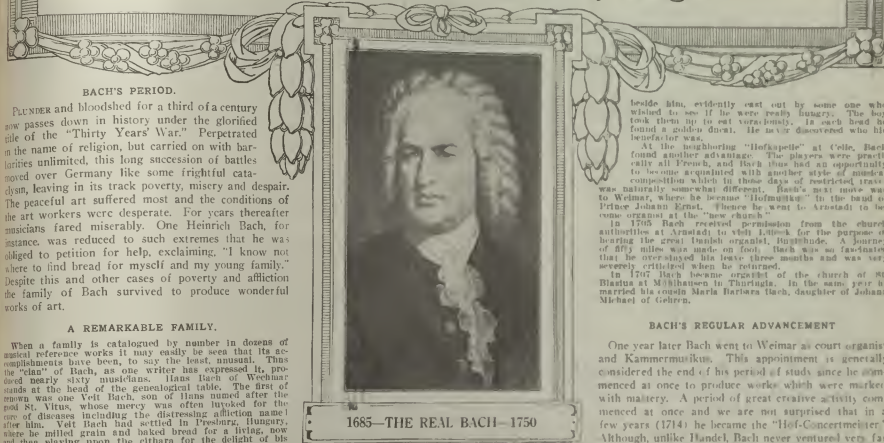 BACH'S PERIOD.
PLUNDER and bloodshed for a third of a century
now passes down in history under the glorified
title of the "Thirty Years' War." Perpetrated
in the name of religion, but carried on with bar-
barities unlimited, this long succession of battles
moved over Germany like some frightful cata-
clysm, leaving in its track poverty, misery and despair.
The peaceful art suffered most and the conditions of
the art workers were desperate. For years thereafter
musicians fared miserably. One Heinrich Bach, for
instance, was reduced to such extremes that he was
obliged to petition for help, exclaiming, "I know not
where to find bread for myself and my young family."
Despite this and other cases of poverty and affliction
the family of Bach survived to produce wonderful
works of art.
A REMARKABLE FAMILY.
When a family is catalogued by number in dozens of
musical reference works it may easily be seen that its ac-
complishments have been, to say the least, unusual. Thus
the "clan" of Bach, as one writer has expressed it, pro-
duced nearly sixty musicians. Hans Bach of Wechmar
stands at the head of the genealogical table. The first of
renown was one Veit Bach, son of Hans named after the
good St. Vitus, whose mercy was often invoked for the
cure of diseases including the distressing affliction named
after him. Veit Bach had settled in Presburg, Hungary,
where he milled grain and baked bread for a living, now
and then playing upon the cithara for the delight of his
1685—THE REAL BACH—1750
beside him, evidently cast out by some one who
wished to see if he were really hungry. The boy
took them up to eat voraciously. In each head he
found a golden ducat. He never discovered who his
benefactor was.
At the neighboring "Hofkapelle" at Celle, Bach
found another advantage. The players were practi-
cally all French, and Bach thus had an opportunity
to become acquainted with another style of musical
composition which in those days of restricted travel
was naturally somewhat different. Bach's next move was
to Weimar, where he became "Hofmusikus" in the band of
Prince Johann Ernst. Thence he went to Arnstadt to be-
come organist at the "new church"
In 1705 Bach received permission from the church
authorities at Arnstadt to visit Lübeck for the purpose of
hearing the great Danish organist, Buxtehude. A journey
of fifty miles was made on foot. Bach was so fascinated
that he overstayed his leave three months and was very
severely criticized when he returned.
In 1707 Bach became organist of the church of St.
Blasius at Mühlhausen in Thuringia. In the same year he
married his cousin Maria Barbara Bach, daughter of Johann
Michael of Gehren.
BACH'S REGULAR ADVANCEMENT
One year later Bach went to Weimar as court organist
and Kammermusikus. This appointment is generally
considered the end of his period of study since he com-
menced at once to produce works which were marked
with mastery. A period of great creative activity com-
menced at once and we are not surprised that in a
few years (1714) he became the "Hof-Concertmeister"
Although, unlike Handel, Bach never ventured very